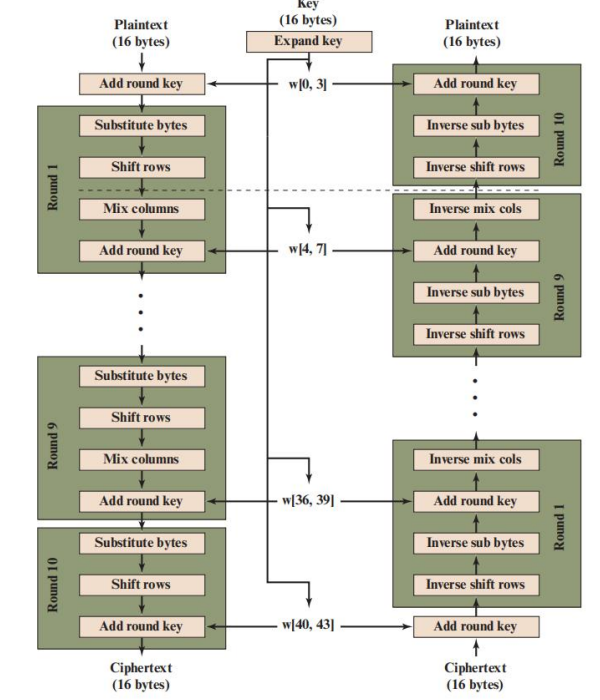 Key
(16 bytes)
Expand key
Plaintext
(16 bytes)
Add round key
Round 1
Substitute bytes
Shift rows
Mix columns
Add round key
Round 9
Substitute bytes
Shift rows
Mix columns
Add round key
Round 10
Substitute bytes
Shift rows
Add round key
Ciphertext
(16 bytes)
w[0, 3]
w[4, 7]
w[36, 39]
w[40, 43]
Plaintext
(16 bytes)
Add round key
Inverse sub bytes
Inverse shift rows
Round 10
Inverse mix cols
Add round key
Inverse sub bytes
Inverse shift rows
Round 9
Inverse mix cols
Add round key
Inverse sub bytes
Inverse shift rows
Round 1
Add round key
Ciphertext
(16 bytes)